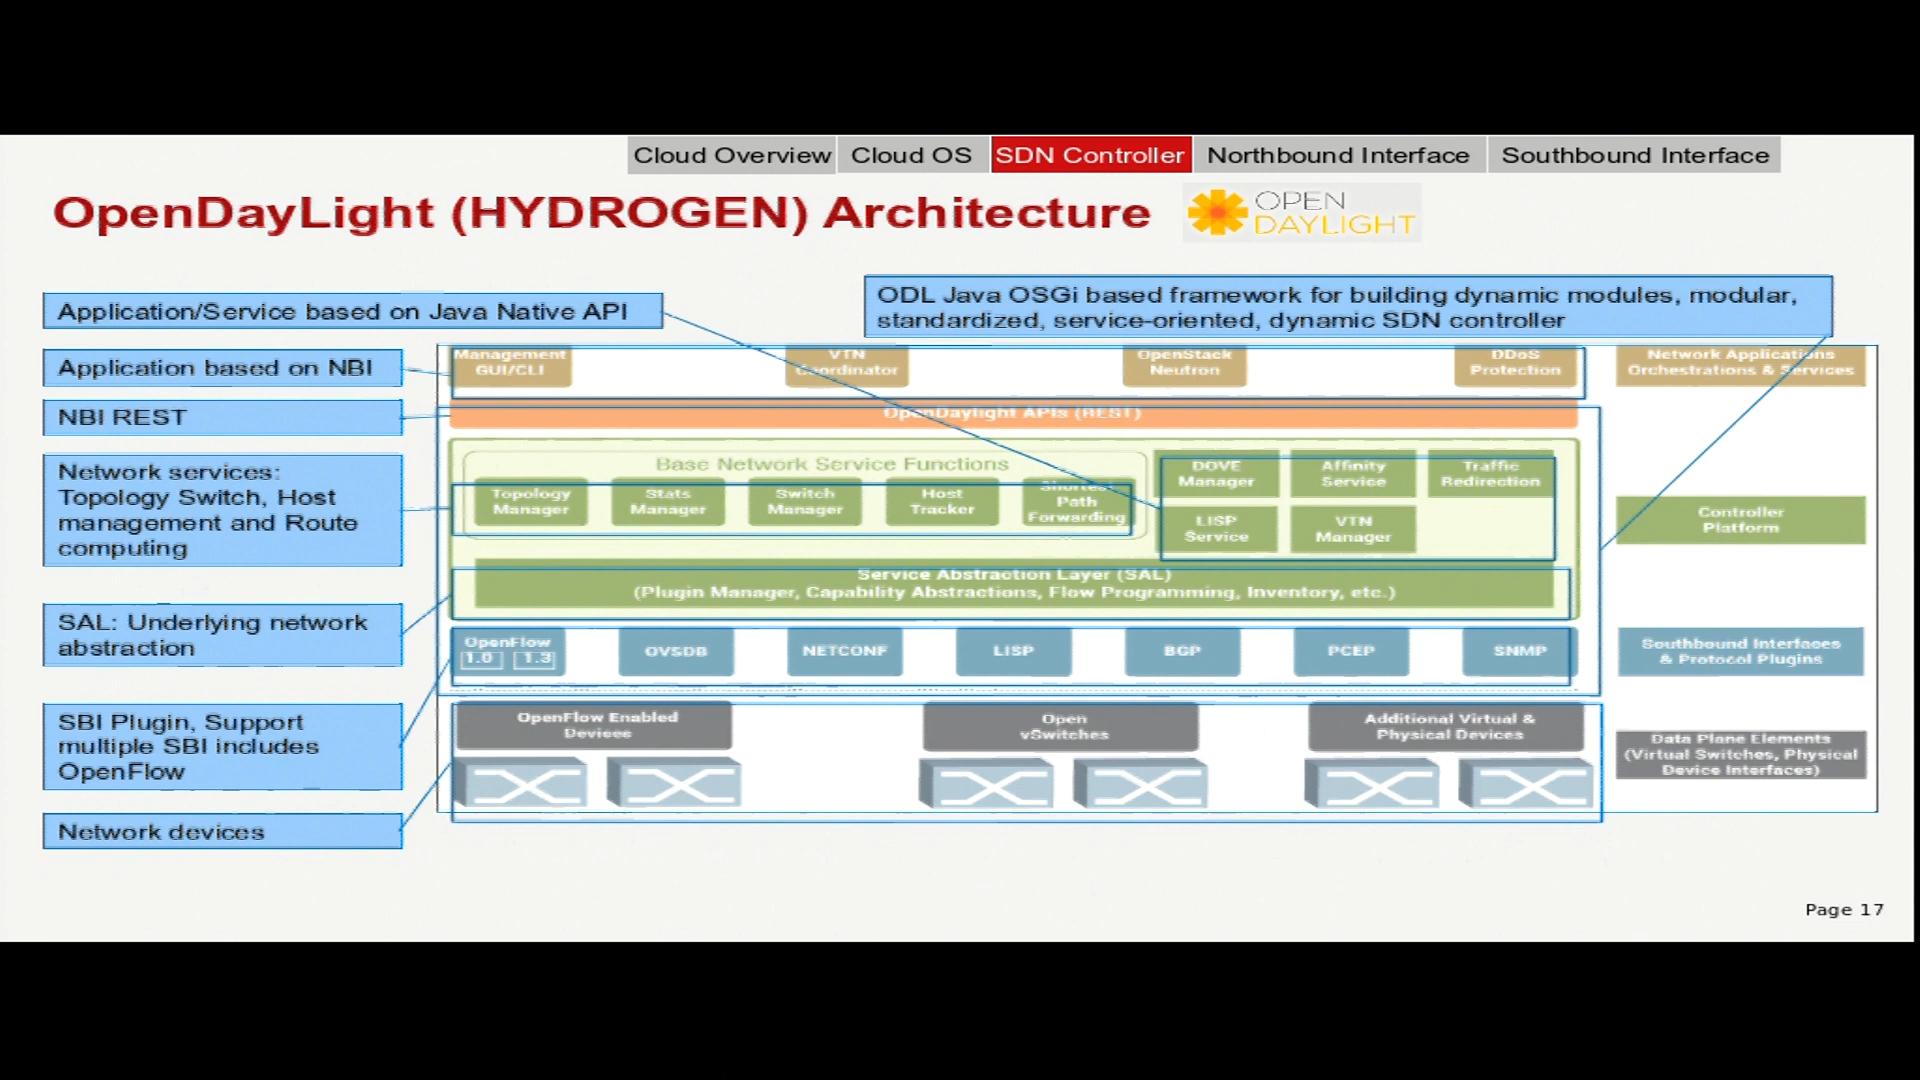 Cloud Overview
Cloud OS
SDN Controller
Northbound Interface
Southbound Interface
OpenDayLight (HYDROGEN) Architecture
OPEN
DAYLIGHT
Application/Service based on Java Native API
ODL Java OSGi based framework for building dynamic modules, modular,
standardized, service-oriented, dynamic SDN controller
Application based on NBI
Management
GUI/CLI
VTN
Coordinator
OpenStack
Neutron
DDoS
Protection
Network Applications
Orchestrations & Services
NBI REST
OpenDaylight APIs (REST)
Network services:
Topology Switch, Host
management and Route
computing
Base Network Service Functions
Topology
Manager
Stats
Manager
Switch
Manager
Host
Tracker
Shortest
Path
Forwarding
DOVE
Manager
Affinity
Service
Traffic
Redirection
LISP
Service
VTN
Manager
Controller
Platform
SAL: Underlying network
abstraction
Service Abstraction Layer (SAL)
(Plugin Manager, Capability Abstractions, Flow Programming, Inventory, etc.)
OpenFlow
1.0 1.3
OVSDB
NETCONF
LISP
BGP
PCEP
SNMP
Southbound Interfaces
& Protocol Plugins
SBI Plugin, Support
multiple SBI includes
OpenFlow
OpenFlow Enabled
Devices
Open
vSwitches
Additional Virtual &
Physical Devices
Data Plane Elements
(Virtual Switches, Physical
Device Interfaces)
Network devices
Page 17